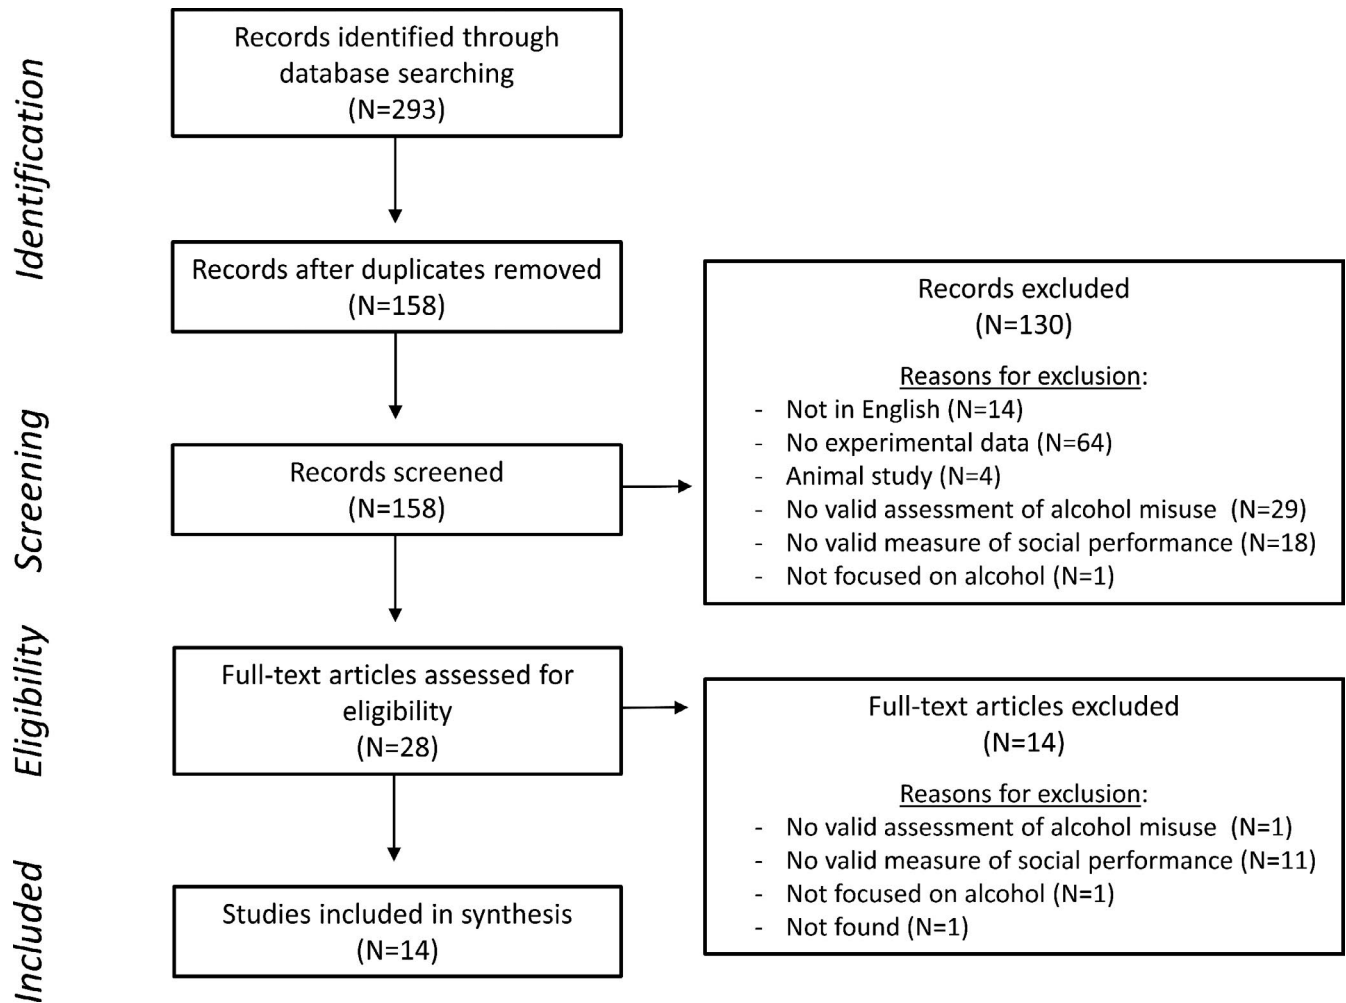 Identification
Records identified through
database searching
(N=293)
Records after duplicates removed
(N=158)
Screening
Records screened
(N=158)
Records excluded
(N=130)
Reasons for exclusion:
- Not in English (N=14)
- No experimental data (N=64)
- Animal study (N=4)
- No valid assessment of alcohol misuse (N=29)
- No valid measure of social performance (N=18)
- Not focused on alcohol (N=1)
Eligibility
Full-text articles assessed for
eligibility
(N=28)
Full-text articles excluded
(N=14)
Reasons for exclusion:
- No valid assessment of alcohol misuse (N=1)
- No valid measure of social performance (N=11)
- Not focused on alcohol (N=1)
- Not found (N=1)
Included
Studies included in synthesis
(N=14)